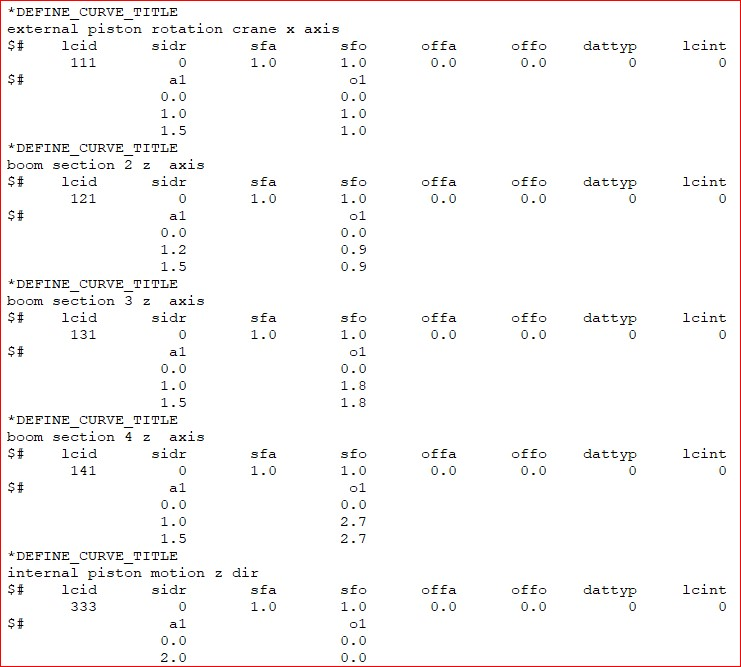 *DEFINE_CURVE_TITLE
external piston rotation crane x axis
$#    lcid      sidr       sfa       sfo      offa      offo    dattyp     lcint
       111         0       1.0       1.0       0.0       0.0         0         0
$#                a1                  o1
                 0.0                 0.0
                 1.0                 1.0
                 1.5                 1.0
*DEFINE_CURVE_TITLE
boom section 2 z  axis
$#    lcid      sidr       sfa       sfo      offa      offo    dattyp     lcint
       121         0       1.0       1.0       0.0       0.0         0         0
$#                a1                  o1
                 0.0                 0.0
                 1.2                 0.9
                 1.5                 0.9
*DEFINE_CURVE_TITLE
boom section 3 z  axis
$#    lcid      sidr       sfa       sfo      offa      offo    dattyp     lcint
       131         0       1.0       1.0       0.0       0.0         0         0
$#                a1                  o1
                 0.0                 0.0
                 1.0                 1.8
                 1.5                 1.8
*DEFINE_CURVE_TITLE
boom section 4 z  axis
$#    lcid      sidr       sfa       sfo      offa      offo    dattyp     lcint
       141         0       1.0       1.0       0.0       0.0         0         0
$#                a1                  o1
                 0.0                 0.0
                 1.0                 2.7
                 1.5                 2.7
*DEFINE_CURVE_TITLE
internal piston motion z dir
$#    lcid      sidr       sfa       sfo      offa      offo    dattyp     lcint
       333         0       1.0       1.0       0.0       0.0         0         0
$#                a1                  o1
                 0.0                 0.0
                 2.0                 0.0